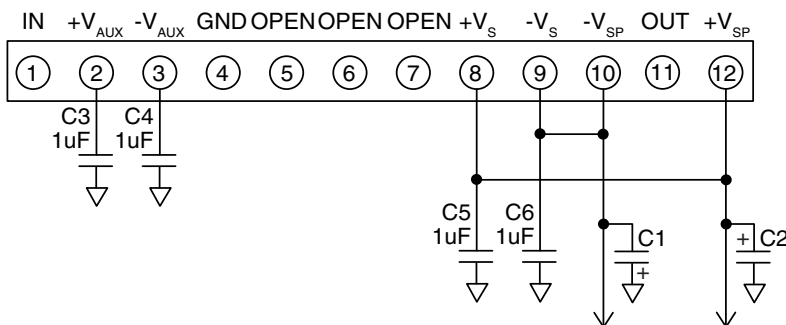 IN +VAUX -VAUX GND OPEN OPEN OPEN +VS -VS -VSP OUT +VSP
1 2 3 4 5 6 7 8 9 10 11 12
C3 C4
1uF 1uF
C5 C6 C1 + C2
1uF 1uF
+